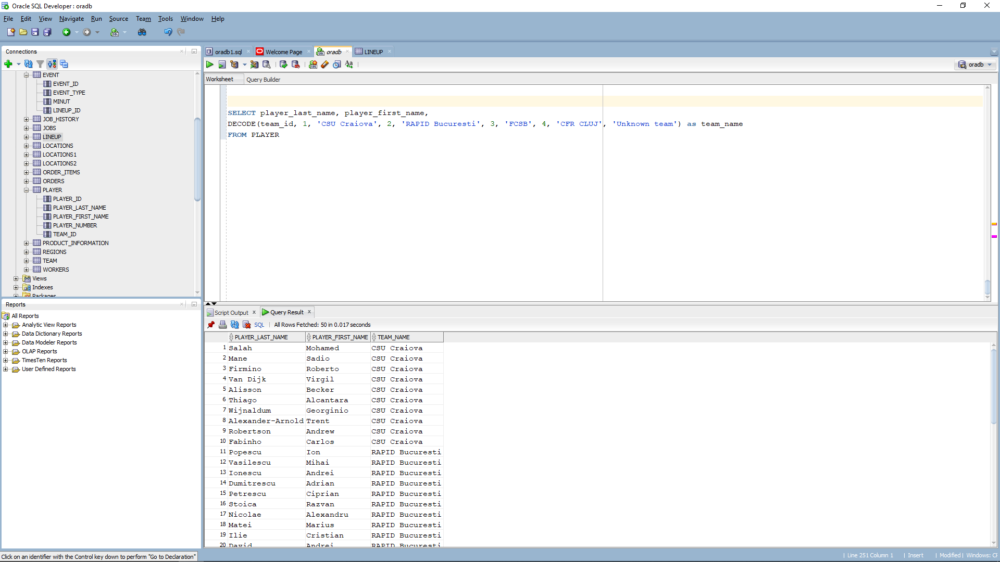 Oracle SQL Developer : oradb
File Edit View Navigate Run Source Team Tools Window Help
SQL
Connections
EVENT
EVENT_ID
EVENT_TYPE
MINUT
LINEUP_ID
JOB_HISTORY
JOBS
LINEUP
LOCATIONS
LOCATIONS1
LOCATIONS2
ORDER_ITEMS
ORDERS
PLAYER
PLAYER_ID
PLAYER_LAST_NAME
PLAYER_FIRST_NAME
PLAYER_NUMBER
TEAM_ID
PRODUCT_INFORMATION
REGIONS
TEAM
WORKERS
Views
Indexes
Packages
Reports
All Reports
Analytic View Reports
Data Dictionary Reports
Data Modeler Reports
OLAP Reports
TimesTen Reports
User Defined Reports
oradb1.sql Welcome Page oradb LINEUP
oradb
Worksheet Query Builder
SELECT player_last_name, player_first_name,
DECODE(team_id, 1, 'CSU Craiova', 2, 'RAPID Bucuresti', 3, 'FCSB', 4, 'CFR CLUJ', 'Unknown team') as team_name
FROM PLAYER
Script Output x Query Result x
SQL | All Rows Fetched: 50 in 0.017 seconds
PLAYER_LAST_NAME PLAYER_FIRST_NAME TEAM_NAME
1 Salah Mohamed CSU Craiova
2 Mane Sadio CSU Craiova
3 Firmino Roberto CSU Craiova
4 Van Dijk Virgil CSU Craiova
5 Alisson Becker CSU Craiova
6 Thiago Alcantara CSU Craiova
7 Wijnaldum Georginio CSU Craiova
8 Alexander-Arnold Trent CSU Craiova
9 Robertson Andrew CSU Craiova
10 Fabinho Carlos CSU Craiova
11 Popescu Ion RAPID Bucuresti
12 Vasilescu Mihai RAPID Bucuresti
13 Ionescu Andrei RAPID Bucuresti
14 Dumitrescu Adrian RAPID Bucuresti
15 Petrescu Ciprian RAPID Bucuresti
16 Stoica Razvan RAPID Bucuresti
17 Nicolae Alexandru RAPID Bucuresti
18 Matei Marius RAPID Bucuresti
19 Ilie Cristian RAPID Bucuresti
20 David Andrei RAPID Bucuresti
Click on an identifier with the Control key down to perform "Go to Declaration"
| Line 251 Column 1 | Insert | Modified | Windows: CF